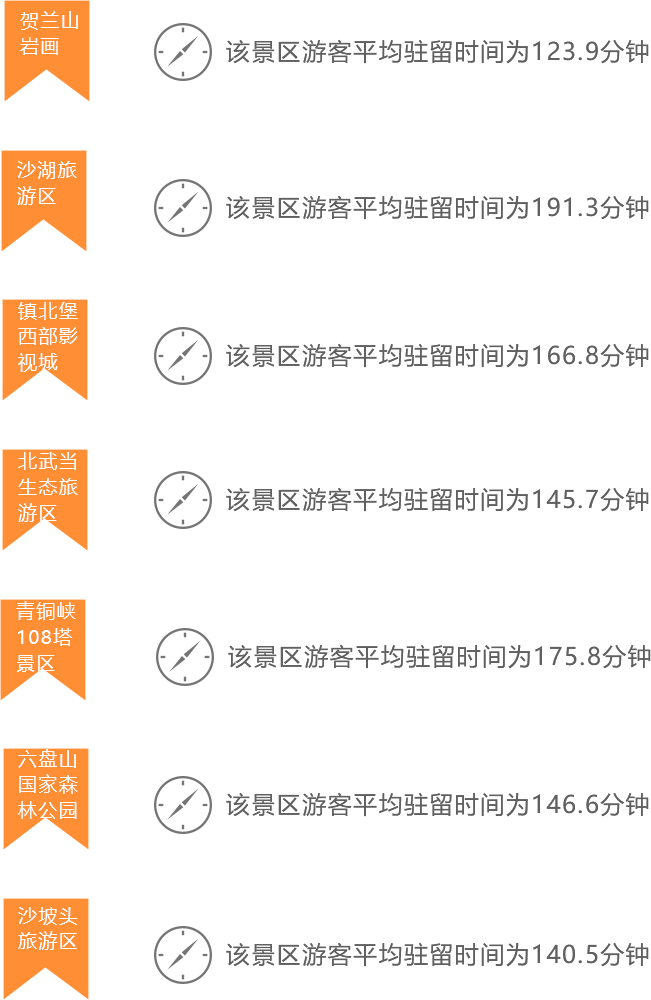 贺兰山
岩画
该景区游客平均驻留时间为123.9分钟
沙湖旅
游区
该景区游客平均驻留时间为191.3分钟
镇北堡
西部影
视城
该景区游客平均驻留时间为166.8分钟
北武当
生态旅
游区
该景区游客平均驻留时间为145.7分钟
青铜峡
108塔
景区
该景区游客平均驻留时间为175.8分钟
六盘山
国家森
林公园
该景区游客平均驻留时间为146.6分钟
沙坡头
旅游区
该景区游客平均驻留时间为140.5分钟